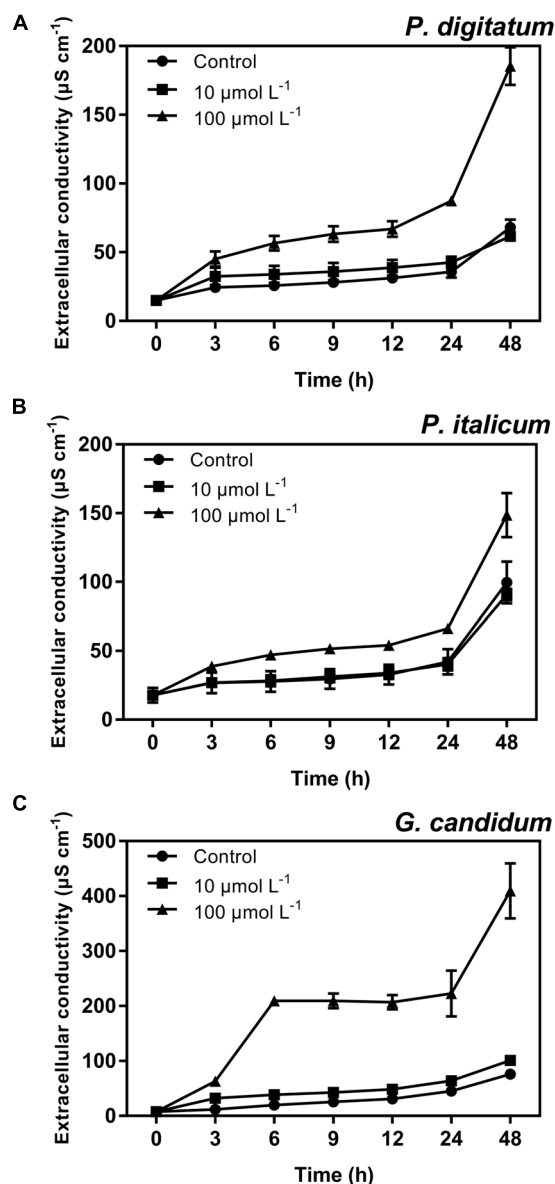 A
P. digitatum
Extracellular conductivity (µS cm⁻¹)
200
150
100
50
0
Control
10 µmol L⁻¹
100 µmol L⁻¹
0 3 6 9 12 24 48
Time (h)
B
P. italicum
Extracellular conductivity (µS cm⁻¹)
200
150
100
50
0
Control
10 µmol L⁻¹
100 µmol L⁻¹
0 3 6 9 12 24 48
Time (h)
C
G. candidum
Extracellular conductivity (µS cm⁻¹)
500
400
300
200
100
0
Control
10 µmol L⁻¹
100 µmol L⁻¹
0 3 6 9 12 24 48
Time (h)